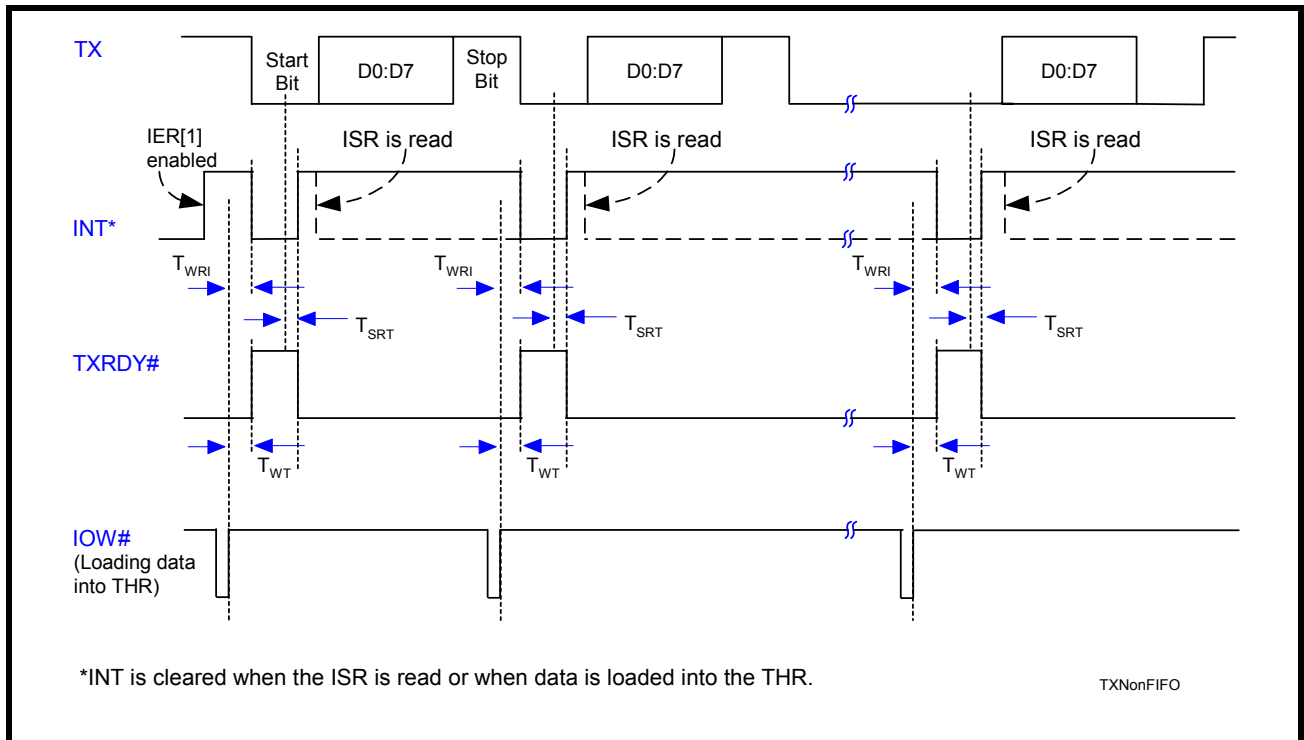 TX
Start
Bit
D0:D7
Stop
Bit
D0:D7
D0:D7
IER[1]
enabled
ISR is read
ISR is read
ISR is read
INT*
TWRI
TWRI
TWRI
TSRT
TSRT
TSRT
TXRDY#
TWT
TWT
TWT
IOW#
(Loading data
into THR)
*INT is cleared when the ISR is read or when data is loaded into the THR.
TXNonFIFO